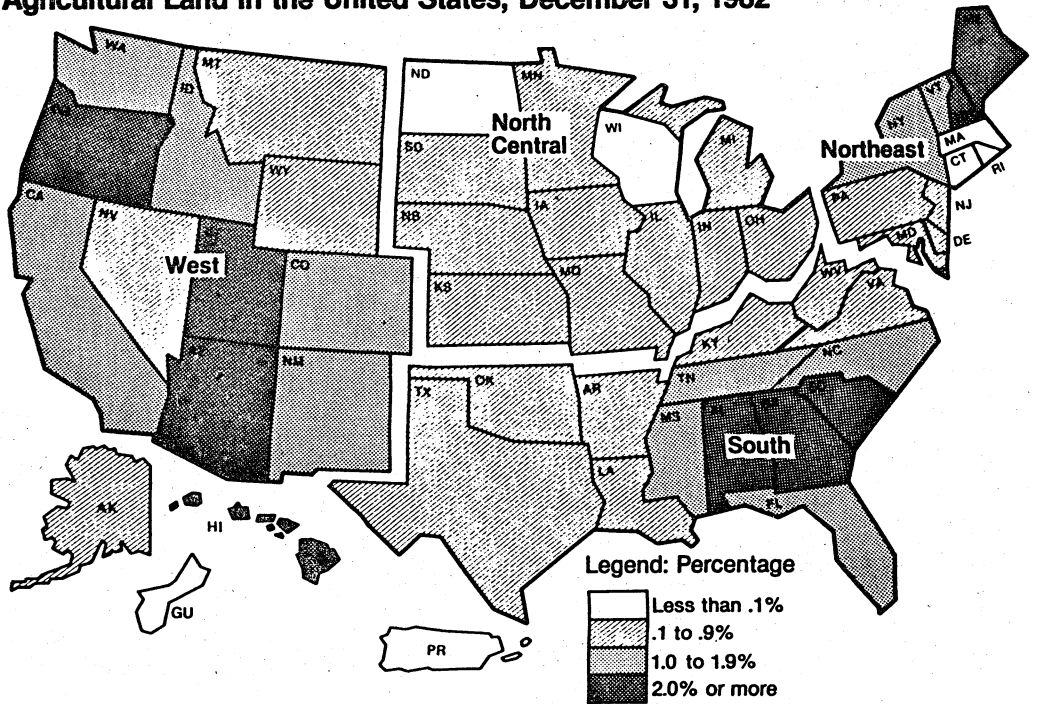 Agricultural Land in the United States, December 31, 1982
WA
MT
ID
ND
MN
North
Central
WI
MI
VT
NY
MA
CT
RI
Northeast
SD
WY
CA
NV
NB
IA
IL
IN
OH
PA
NJ
MD
DE
West
CO
KS
MO
WV
VA
KY
NC
NM
TX
OK
AR
TN
MS
LA
South
FL
AK
HI
GU
PR
Legend: Percentage
Less than .1%
.1 to .9%
1.0 to 1.9%
2.0% or more